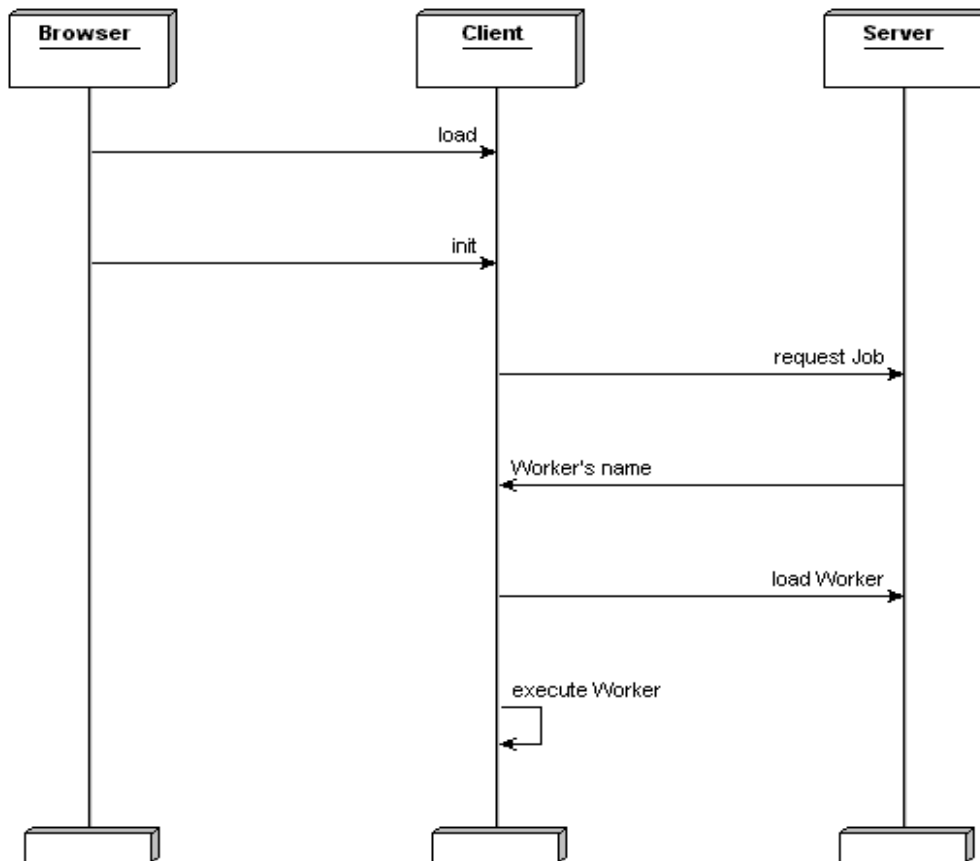 Browser
Client
Server
load
init
request Job
Worker's name
load Worker
execute Worker